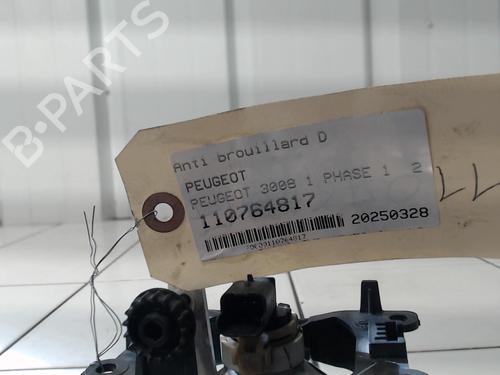 B-PARTS
Anti brouillard D
PEUGEOT
PEUGEOT 3008 1 PHASE 1 2
110764817
20250328